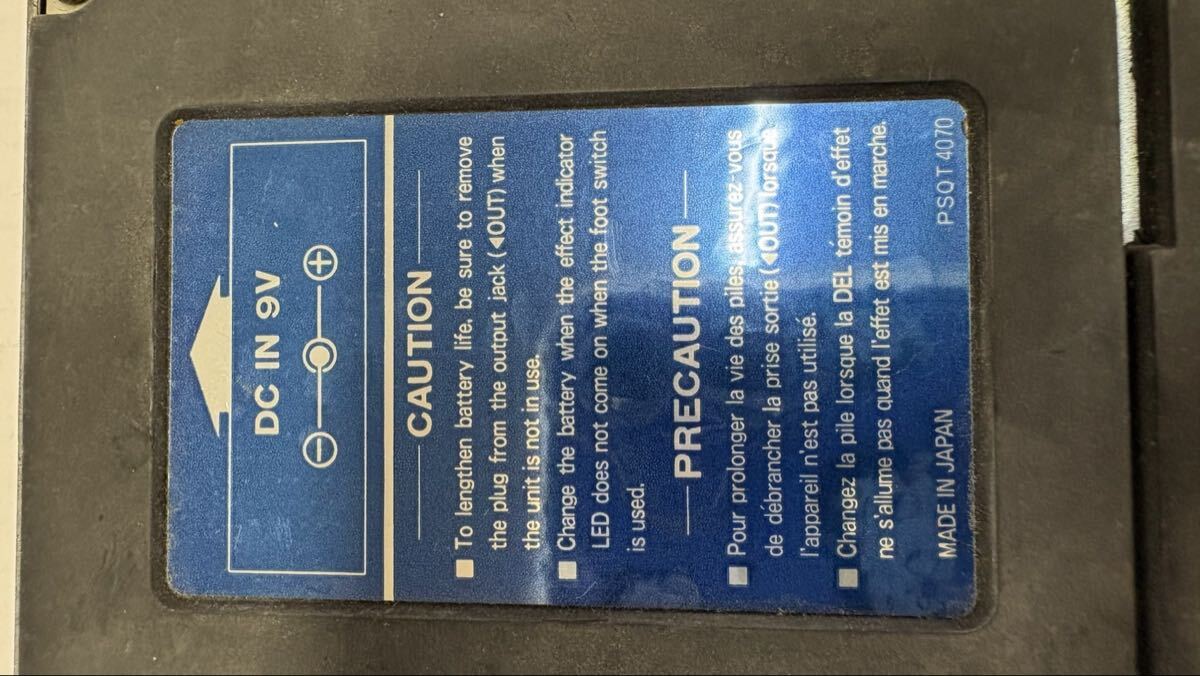 DC IN 9V
CAUTION
■ To lengthen battery life, be sure to remove
the plug from the output jack (◀OUT) when
the unit is not in use.
■ Change the battery when the effect indicator
LED does not come on when the foot switch
is used.
PRECAUTION
■ Pour prolonger la vie des piles, assurez-vous
de débrancher la prise sortie (◀OUT) lorsque
l'appareil n'est pas utilisé.
■ Changez la pile lorsque la DEL témoin d'effet
ne s'allume pas quand l'effet est mis en marche.
MADE IN JAPAN PSQT4070